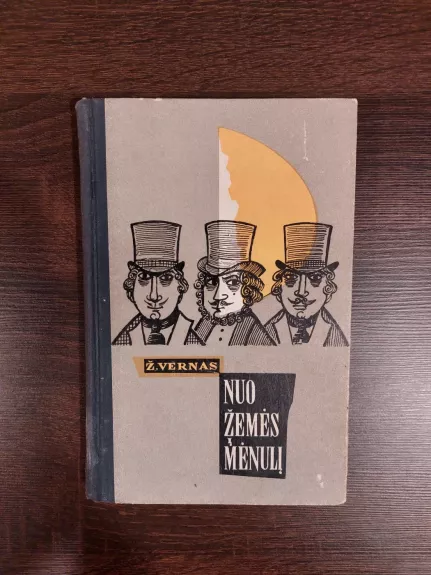 Ž. VERNAS
NUO
ŽEMĖS
Į MĖNULĮ